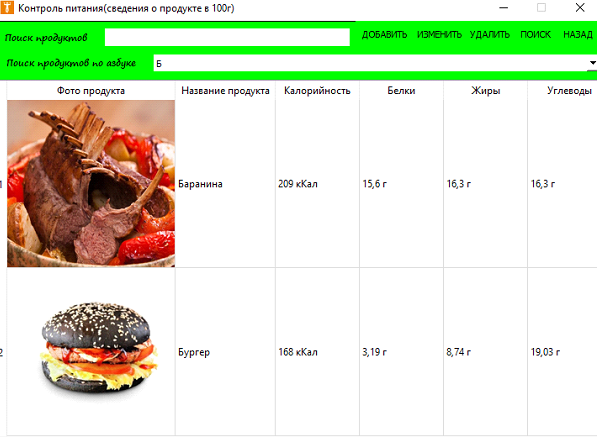 Контроль питания(сведения о продукте в 100г)
Поиск продуктов ДОБАВИТЬ ИЗМЕНИТЬ УДАЛИТЬ ПОИСК НАЗАД
Поиск продуктов по азбуке Б
Фото продукта Название продукта Калорийность Белки Жиры Углеводы
1 Баранина 209 кКал 15,6 г 16,3 г 16,3 г
2 Бургер 168 кКал 3,19 г 8,74 г 19,03 г